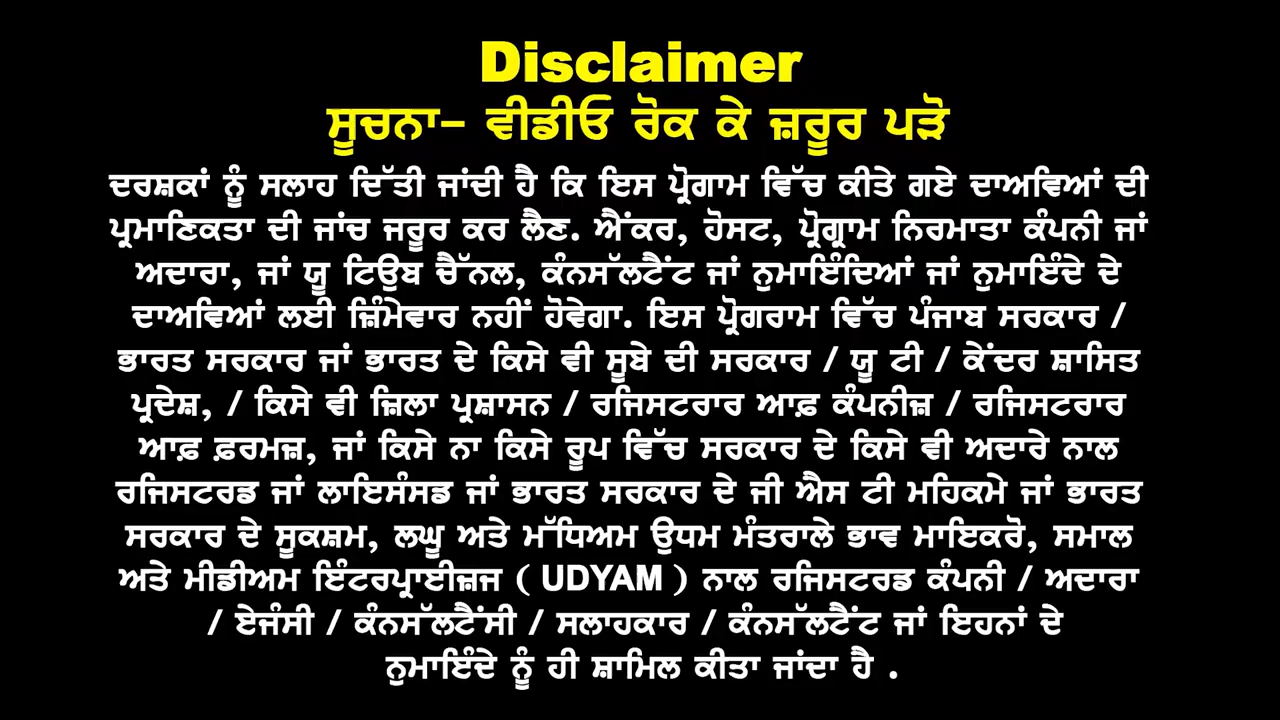 Disclaimer
ਸੂਚਨਾ- ਵੀਡੀਓ ਰੋਕ ਕੇ ਜ਼ਰੂਰ ਪੜੋ
ਦਰਸ਼ਕਾਂ ਨੂੰ ਸਲਾਹ ਦਿੱਤੀ ਜਾਂਦੀ ਹੈ ਕਿ ਇਸ ਪ੍ਰੋਗਾਮ ਵਿੱਚ ਕੀਤੇ ਗਏ ਦਾਅਵਿਆਂ ਦੀ
ਪ੍ਰਮਾਣਿਕਤਾ ਦੀ ਜਾਂਚ ਜਰੂਰ ਕਰ ਲੈਣ. ਐਂਕਰ, ਹੋਸਟ, ਪ੍ਰੋਗ੍ਰਾਮ ਨਿਰਮਾਤਾ ਕੰਪਨੀ ਜਾਂ
ਅਦਾਰਾ, ਜਾਂ ਯੂ ਟਿਊਬ ਚੈੱਨਲ, ਕੰਨਸੱਲਟੈਂਟ ਜਾਂ ਨੁਮਾਇੰਦਿਆਂ ਜਾਂ ਨੁਮਾਇੰਦੇ ਦੇ
ਦਾਅਵਿਆਂ ਲਈ ਜ਼ਿੰਮੇਵਾਰ ਨਹੀਂ ਹੋਵੇਗਾ. ਇਸ ਪ੍ਰੋਗਰਾਮ ਵਿੱਚ ਪੰਜਾਬ ਸਰਕਾਰ /
ਭਾਰਤ ਸਰਕਾਰ ਜਾਂ ਭਾਰਤ ਦੇ ਕਿਸੇ ਵੀ ਸੂਬੇ ਦੀ ਸਰਕਾਰ / ਯੂ ਟੀ / ਕੇਂਦਰ ਸ਼ਾਸਿਤ
ਪ੍ਰਦੇਸ਼, / ਕਿਸੇ ਵੀ ਜ਼ਿਲਾ ਪ੍ਰਸ਼ਾਸਨ / ਰਜਿਸਟਰਾਰ ਆਫ਼ ਕੰਪਨੀਜ਼ / ਰਜਿਸਟਰਾਰ
ਆਫ਼ ਫ਼ਰਮਜ਼, ਜਾਂ ਕਿਸੇ ਨਾ ਕਿਸੇ ਰੂਪ ਵਿੱਚ ਸਰਕਾਰ ਦੇ ਕਿਸੇ ਵੀ ਅਦਾਰੇ ਨਾਲ
ਰਜਿਸਟਰਡ ਜਾਂ ਲਾਇਸੰਸਡ ਜਾਂ ਭਾਰਤ ਸਰਕਾਰ ਦੇ ਜੀ ਐਸ ਟੀ ਮਹਿਕਮੇ ਜਾਂ ਭਾਰਤ
ਸਰਕਾਰ ਦੇ ਸੂਕਸ਼ਮ, ਲਘੂ ਅਤੇ ਮੱਧਿਅਮ ਉਧਮ ਮੰਤਰਾਲੇ ਭਾਵ ਮਾਇਕਰੋ, ਸਮਾਲ
ਅਤੇ ਮੀਡੀਅਮ ਇੰਟਰਪ੍ਰਾਈਜ਼ਜ ( UDYAM ) ਨਾਲ ਰਜਿਸਟਰਡ ਕੰਪਨੀ / ਅਦਾਰਾ
/ ਏਜੰਸੀ / ਕੰਨਸੱਲਟੈਂਸੀ / ਸਲਾਹਕਾਰ / ਕੰਨਸੱਲਟੈਂਟ ਜਾਂ ਇਹਨਾਂ ਦੇ
ਨੁਮਾਇੰਦੇ ਨੂੰ ਹੀ ਸ਼ਾਮਿਲ ਕੀਤਾ ਜਾਂਦਾ ਹੈ .